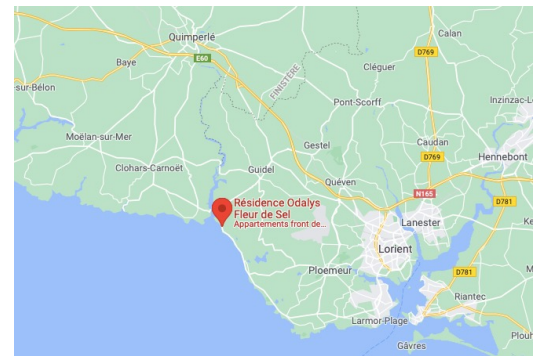 Calan
Quimperlé
D769
E60
Baye
Cléguer
-sur-Bélon
FINISTÈRE
Inzinzac-L
Pont-Scorff
Moëlan-sur-Mer
Gestel
Caudan
D769
Hennebont
Clohars-Carnoët
Guidel
Quéven
N165
D781
Résidence Odalys
Fleur de Sel
Appartements front de...
Lanester
Ke
Lorient
Ploemeur
D781
M
Riantec
Larmor-Plage
Plouh
Gâvres